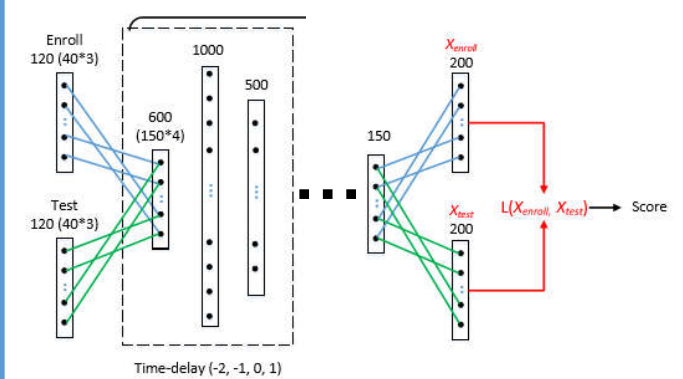 Enroll
120 (40*3)
Test
120 (40*3)
600
(150*4)
1000
500
Time-delay (-2, -1, 0, 1)
150
Xenroll
200
Xtest
200
L(Xenroll, Xtest)
Score